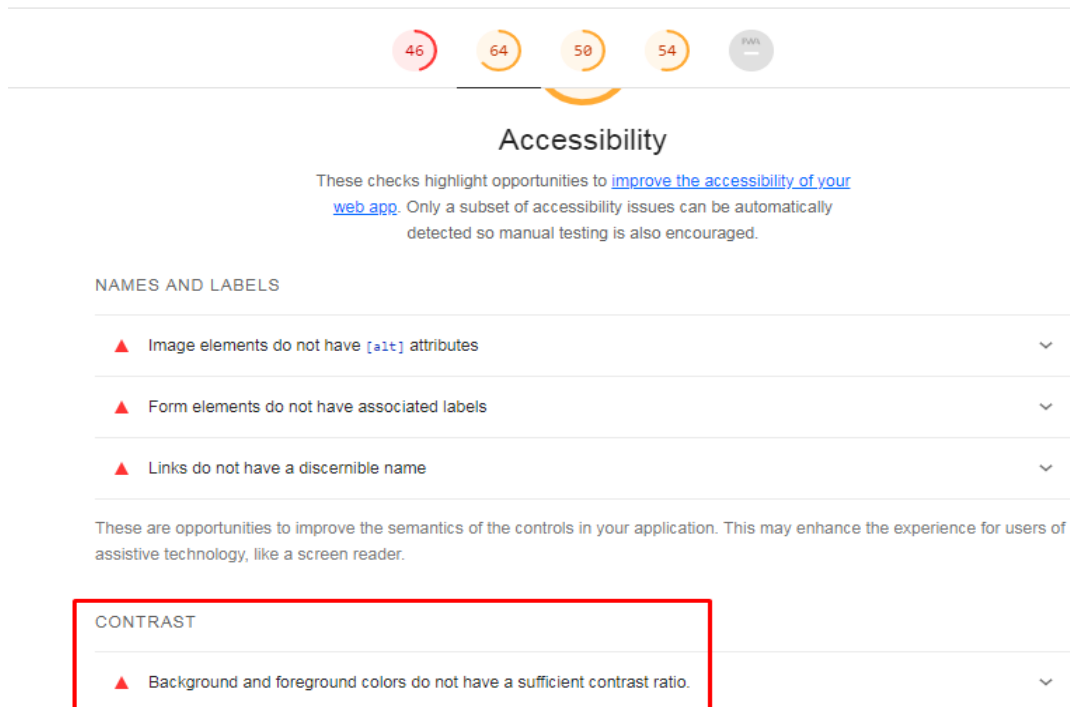 46 64 50 54 PWA
Accessibility
These checks highlight opportunities to improve the accessibility of your
web app. Only a subset of accessibility issues can be automatically
detected so manual testing is also encouraged.
NAMES AND LABELS
Image elements do not have [alt] attributes
Form elements do not have associated labels
Links do not have a discernible name
These are opportunities to improve the semantics of the controls in your application. This may enhance the experience for users of
assistive technology, like a screen reader.
CONTRAST
Background and foreground colors do not have a sufficient contrast ratio.